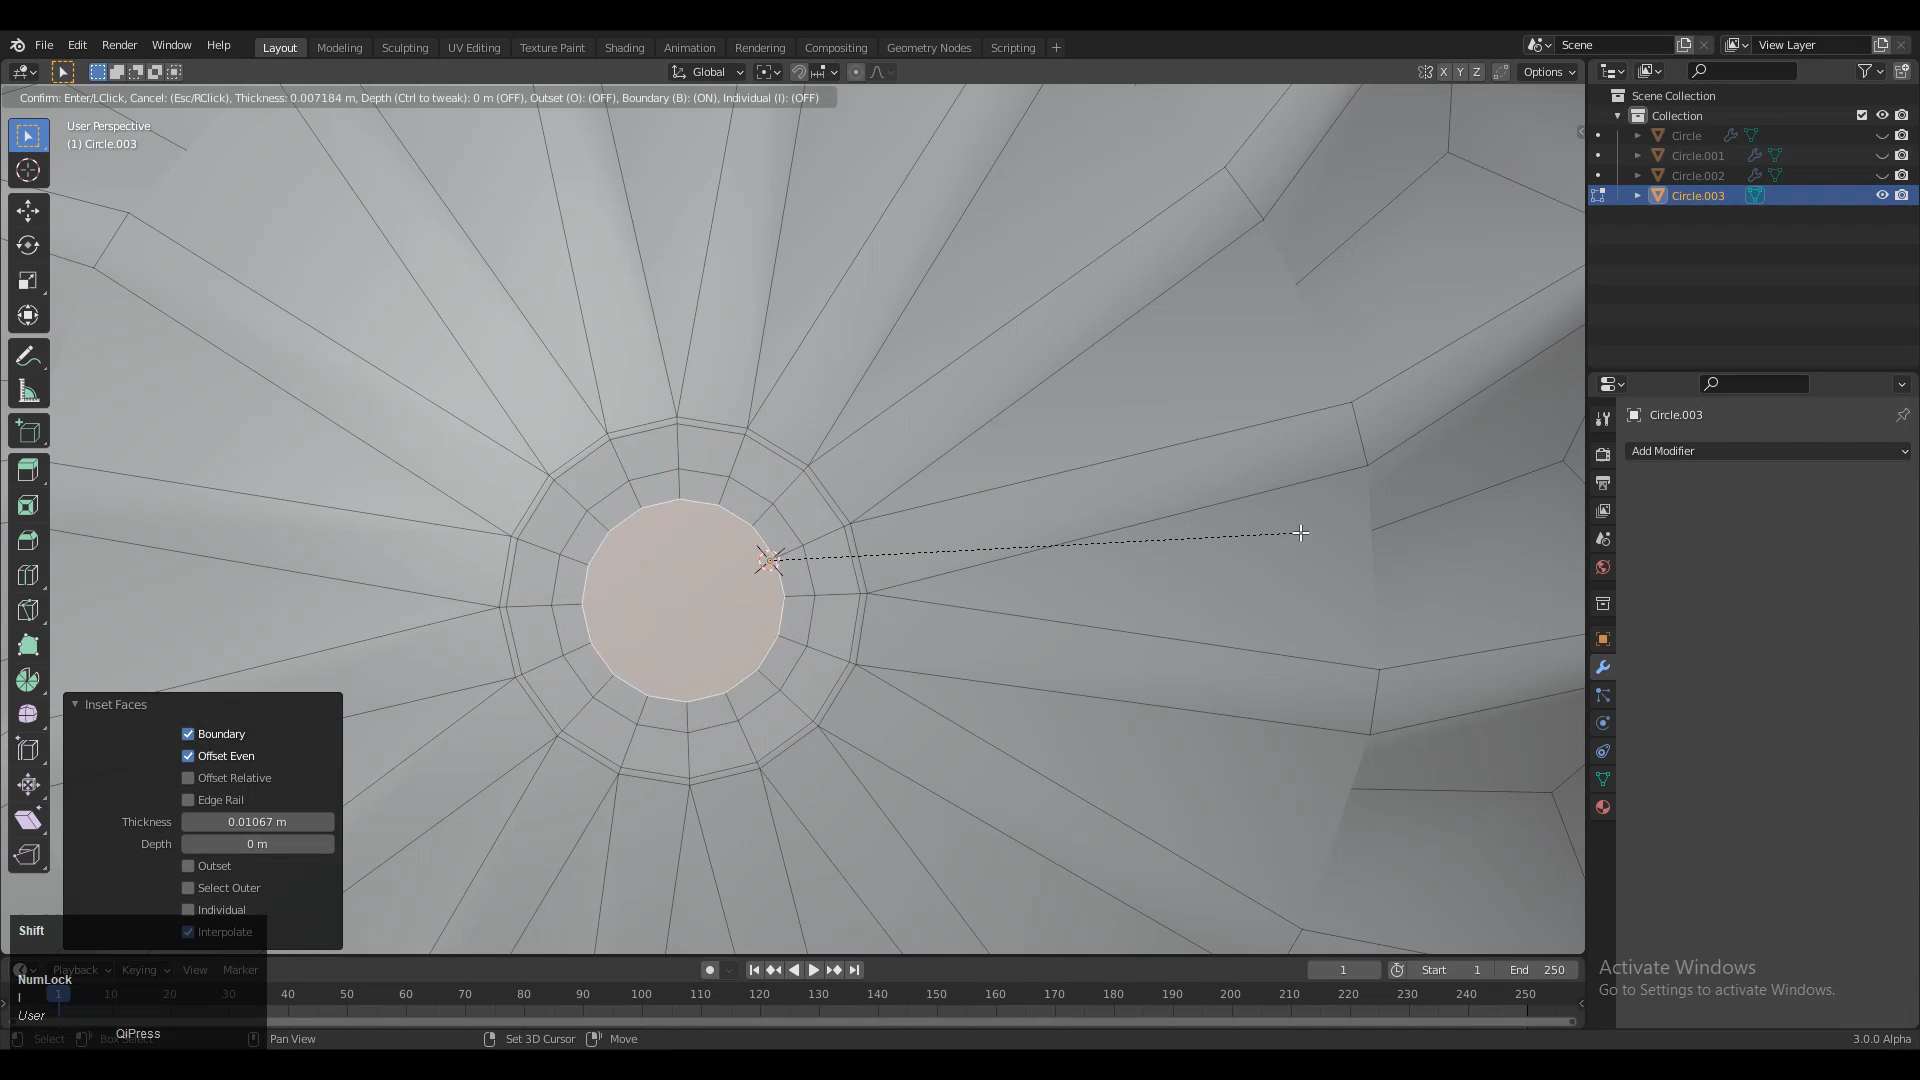 File Edit Render Window Help Layout Modeling Sculpting UV Editing Texture Paint Shading Animation Rendering Compositing Geometry Nodes Scripting + Scene View Layer
Global X Y Z Options
Confirm: Enter/LClick, Cancel: (Esc/RClick), Thickness: 0.007184 m, Depth (Ctrl to tweak): 0 m (OFF), Outset (O): (OFF), Boundary (B): (ON), Individual (I): (OFF)
User Perspective
(1) Circle.003
Scene Collection
Collection
Circle
Circle.001
Circle.002
Circle.003
Circle.003
Add Modifier
Inset Faces
Boundary
Offset Even
Offset Relative
Edge Rail
Thickness 0.01067 m
Depth 0 m
Outset
Select Outer
Individual
Interpolate
Shift
NumLock
I
User
QiPress
Playback Keying View Marker 1 Start 1 End 250
1 10 20 30 40 50 60 70 80 90 100 110 120 130 140 150 160 170 180 190 200 210 220 230 240 250
Select Box Select Pan View Set 3D Cursor Move 3.0.0 Alpha
Activate Windows
Go to Settings to activate Windows.